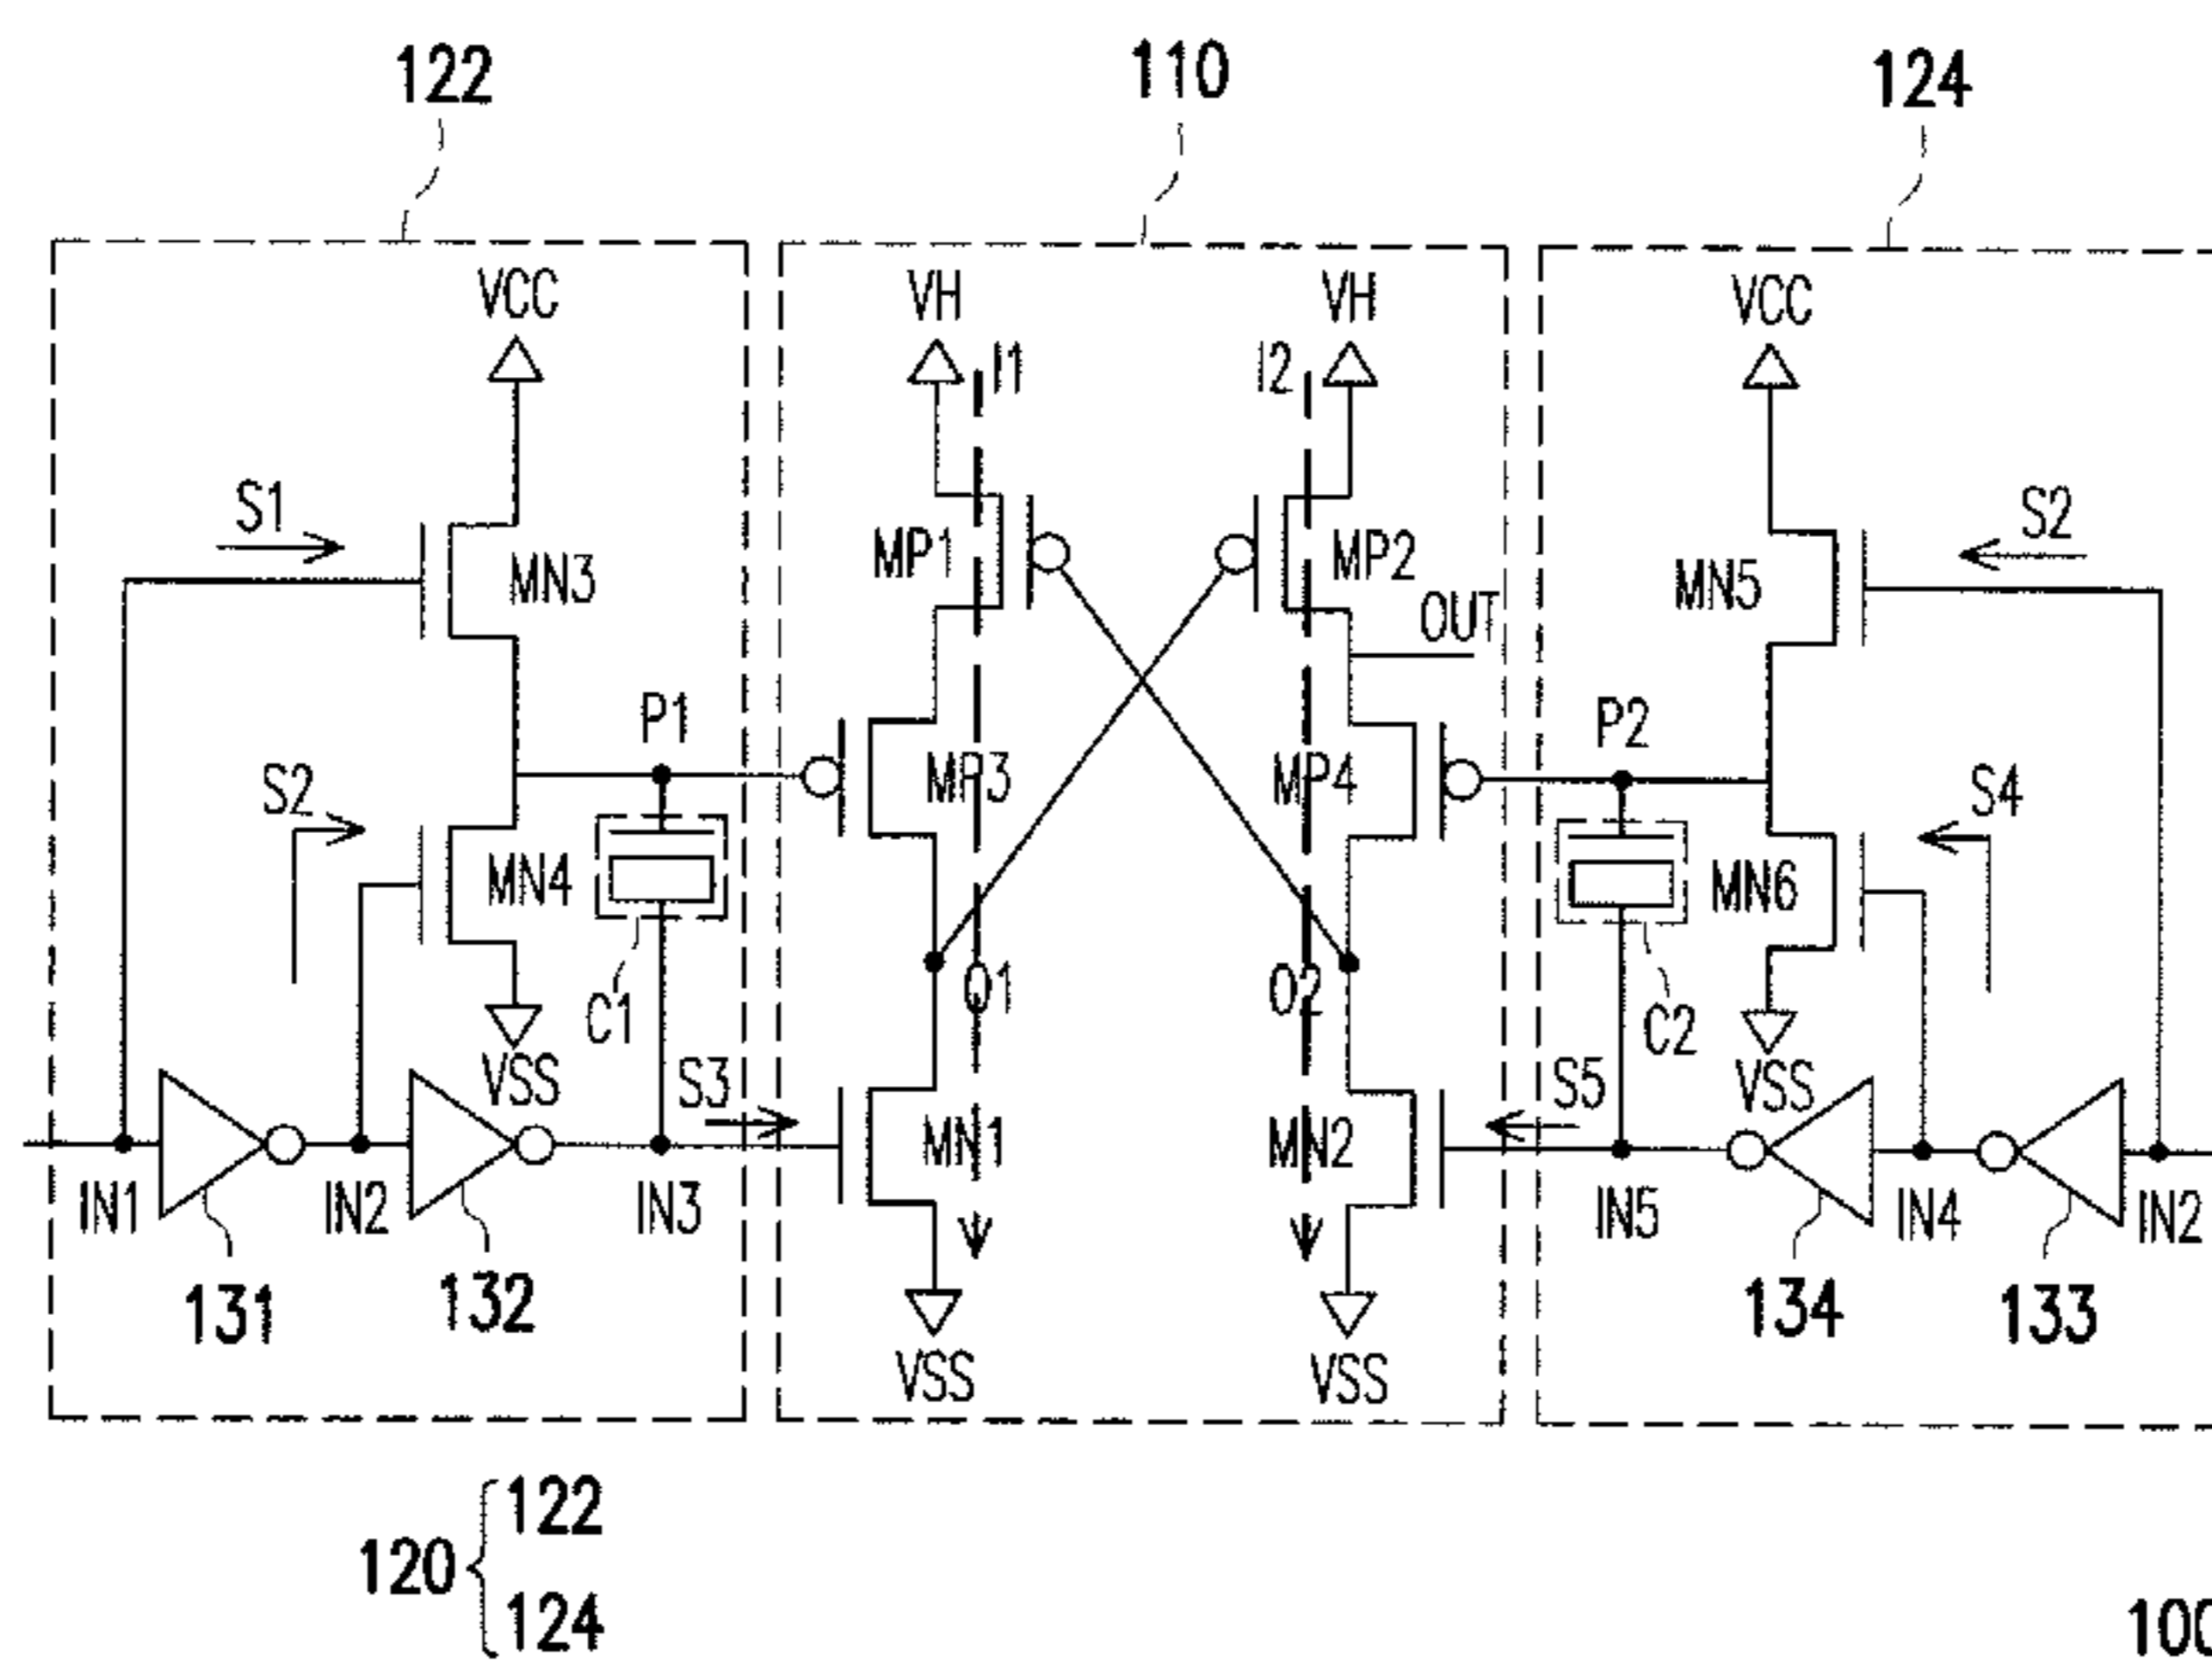 122
110
124
VCC
VH
I1
I2
VH
VCC
S1
S2
MN3
MP1
MP2
MN5
OUT
P1
P2
S2
MP3
MP4
S4
MN4
MN6
O1
O2
C1
C2
VSS
S3
S5
VSS
MN1
MN2
IN1
IN2
IN3
IN5
IN4
IN2
131
132
134
133
VSS
VSS
120
122
124